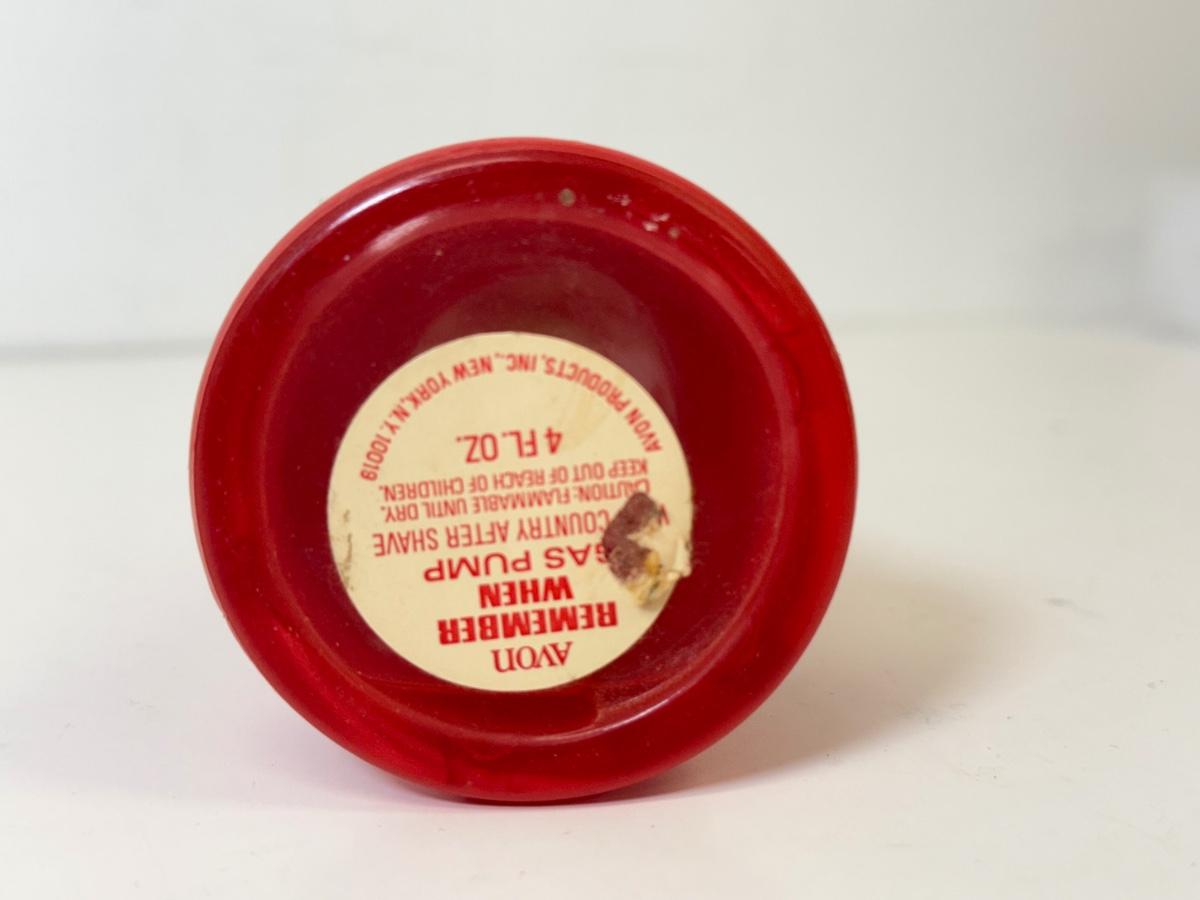 AVON
REMEMBER
WHEN
GAS PUMP
COUNTRY AFTER SHAVE
CAUTION: FLAMMABLE UNTIL DRY.
KEEP OUT OF REACH OF CHILDREN.
4 FL. OZ.
AVON PRODUCTS, INC., NEW YORK, N.Y. 10019